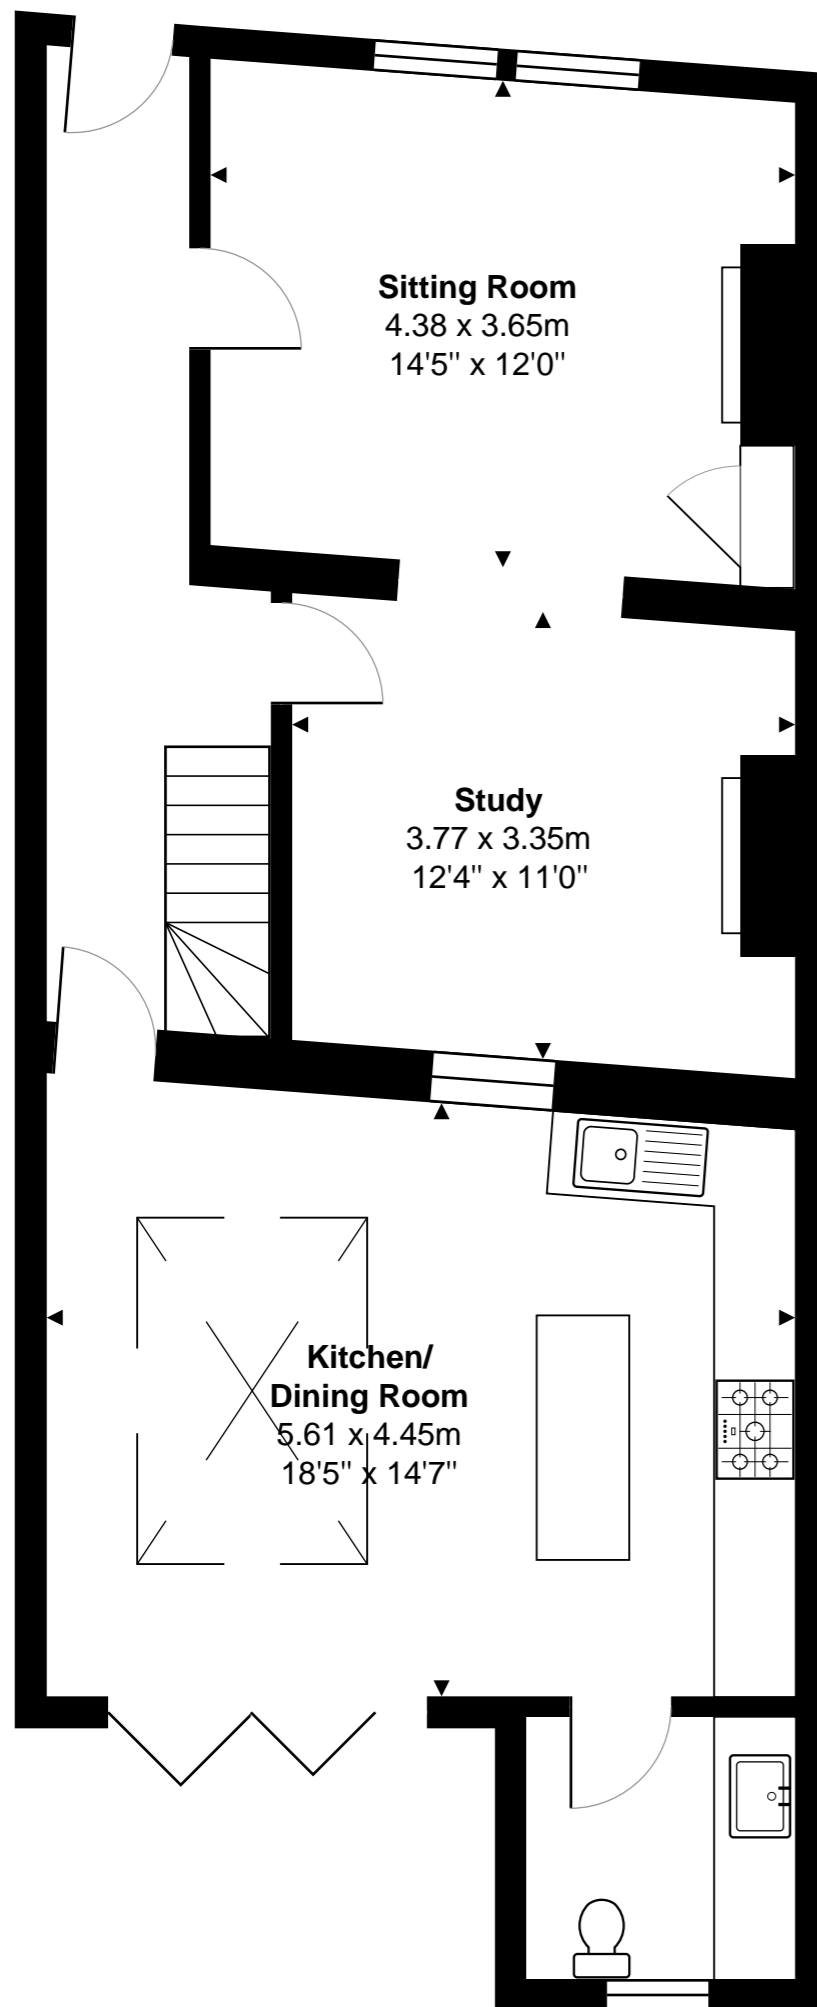 Sitting Room
4.38 x 3.65m
14'5" x 12'0"
Study
3.77 x 3.35m
12'4" x 11'0"
Kitchen/
Dining Room
5.61 x 4.45m
18'5" x 14'7"